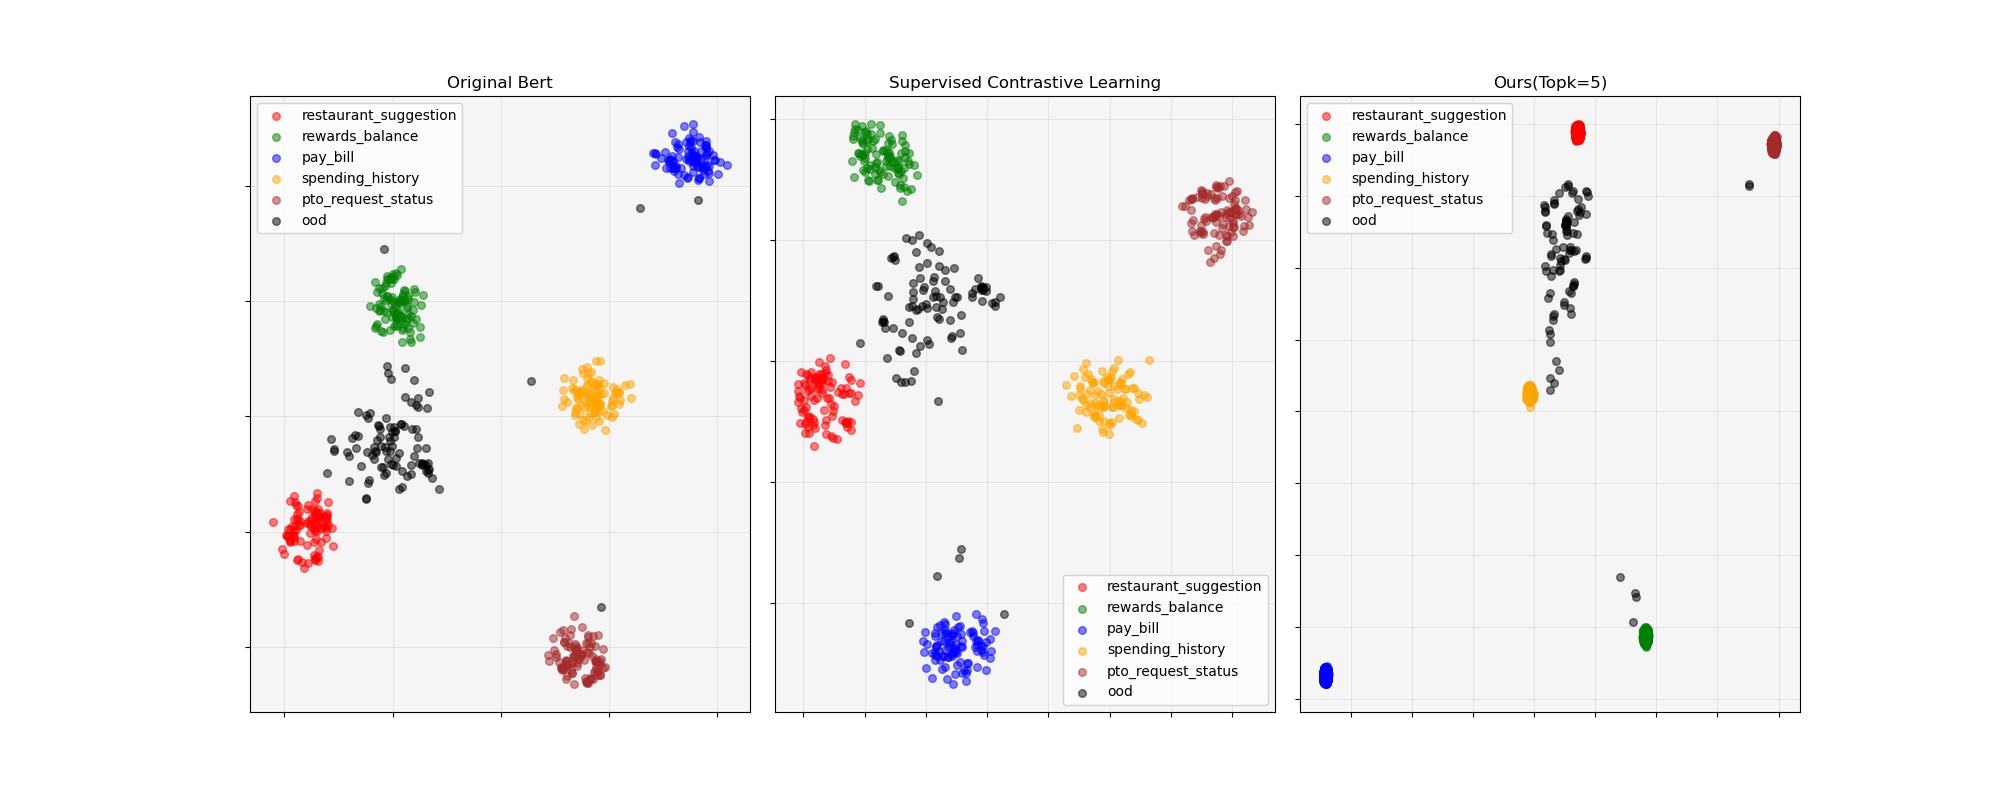 Original Bert
restaurant_suggestion
rewards_balance
pay_bill
spending_history
pto_request_status
ood
Supervised Contrastive Learning
restaurant_suggestion
rewards_balance
pay_bill
spending_history
pto_request_status
ood
Ours(Topk=5)
restaurant_suggestion
rewards_balance
pay_bill
spending_history
pto_request_status
ood